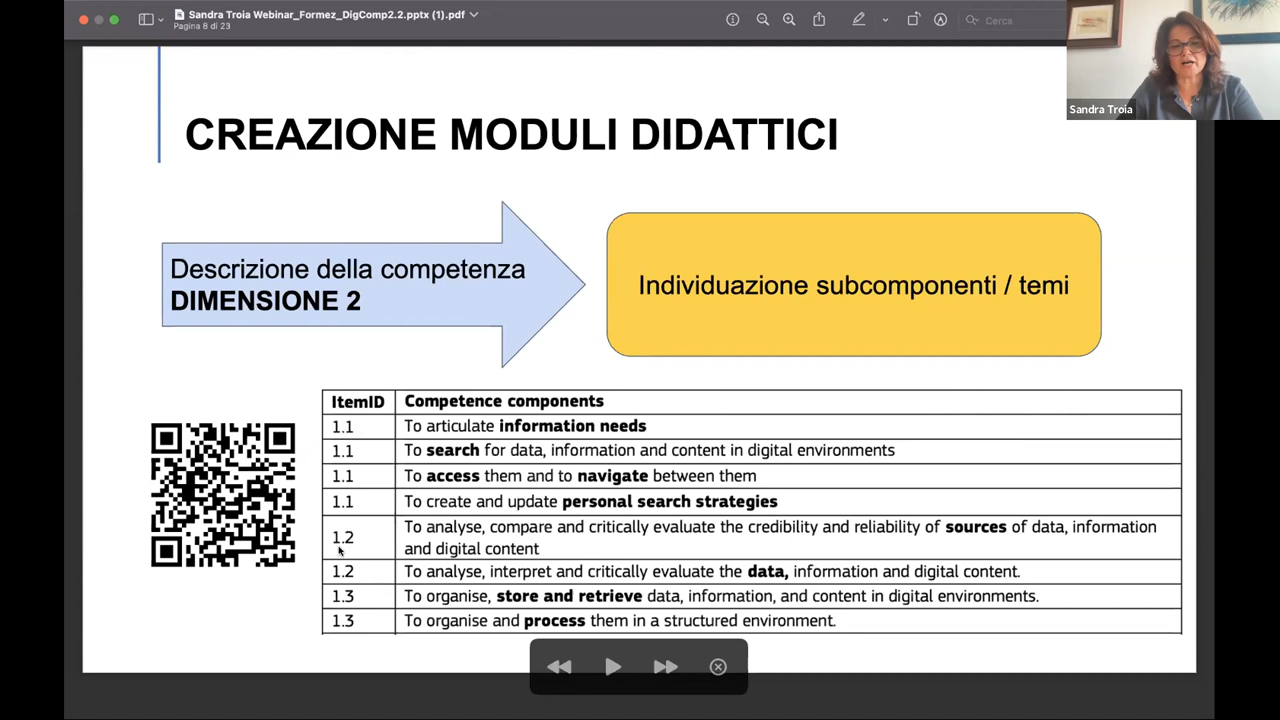 Sandra Troia Webinar_Formez_DigComp2.2.pptx (1).pdf
Pagina 8 di 23
Cerca
Sandra Troia
CREAZIONE MODULI DIDATTICI
Descrizione della competenza
DIMENSIONE 2
Individuazione subcomponenti / temi
ItemID Competence components
1.1 To articulate information needs
1.1 To search for data, information and content in digital environments
1.1 To access them and to navigate between them
1.1 To create and update personal search strategies
1.2 To analyse, compare and critically evaluate the credibility and reliability of sources of data, information
and digital content
1.2 To analyse, interpret and critically evaluate the data, information and digital content.
1.3 To organise, store and retrieve data, information, and content in digital environments.
1.3 To organise and process them in a structured environment.